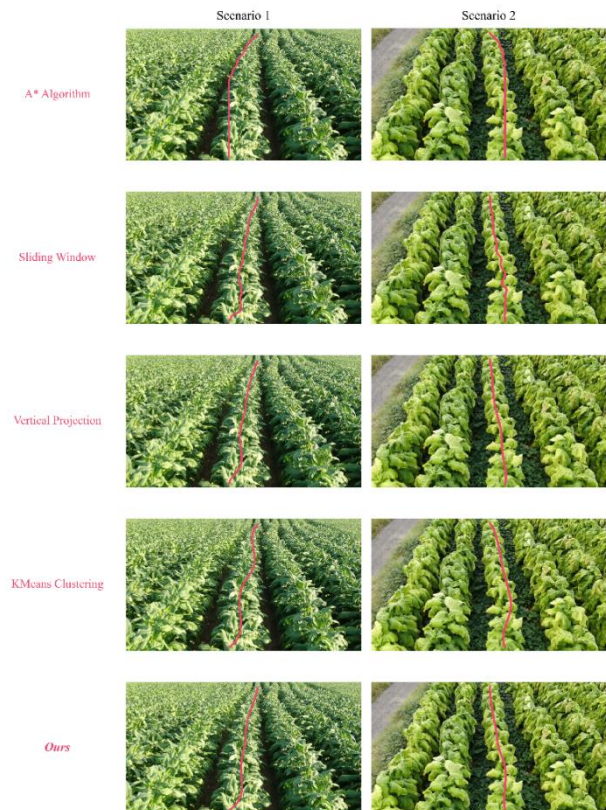 Scenario 1
Scenario 2
A* Algorithm
Sliding Window
Vertical Projection
KMeans Clustering
Ours